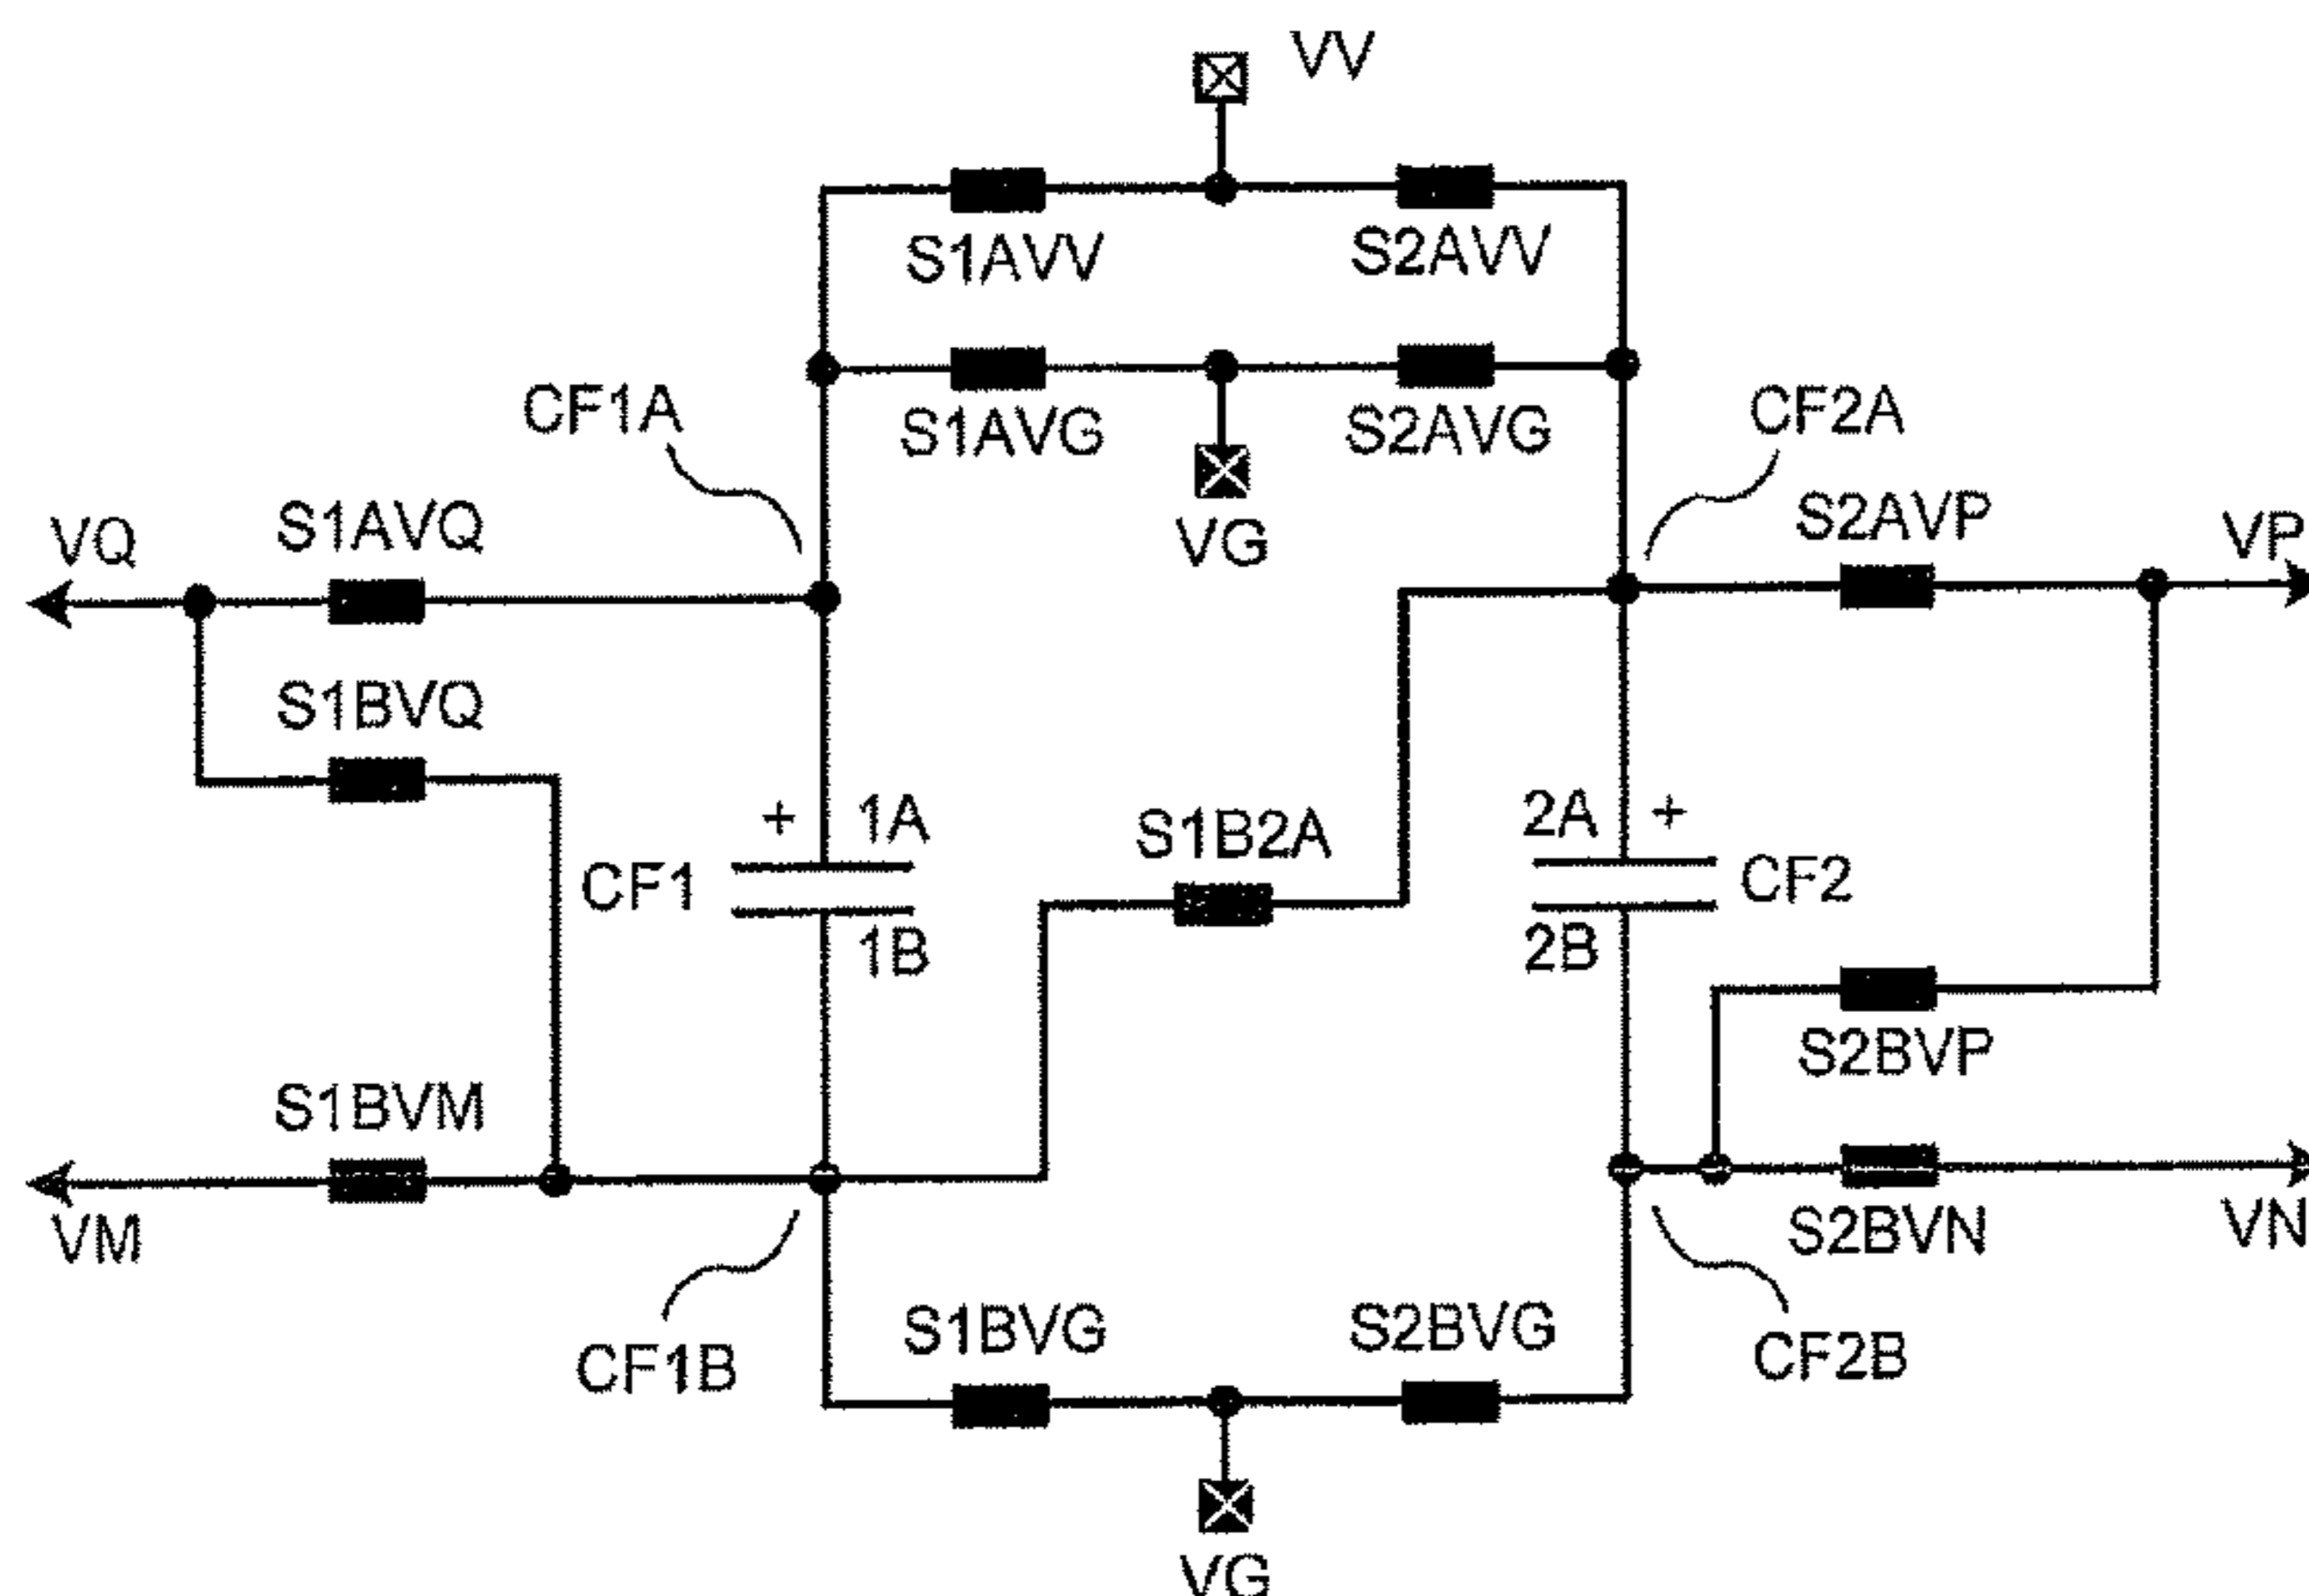 VV
S1AVV
S2AVV
CF1A
S1AVG
S2AVG
CF2A
VQ
S1AVQ
VG
S2AVP
VP
S1BVQ
+
1A
S1B2A
2A
+
CF1
CF2
1B
2B
S2BVP
S1BVM
VM
S2BVN
VN
CF1B
S1BVG
S2BVG
CF2B
VG